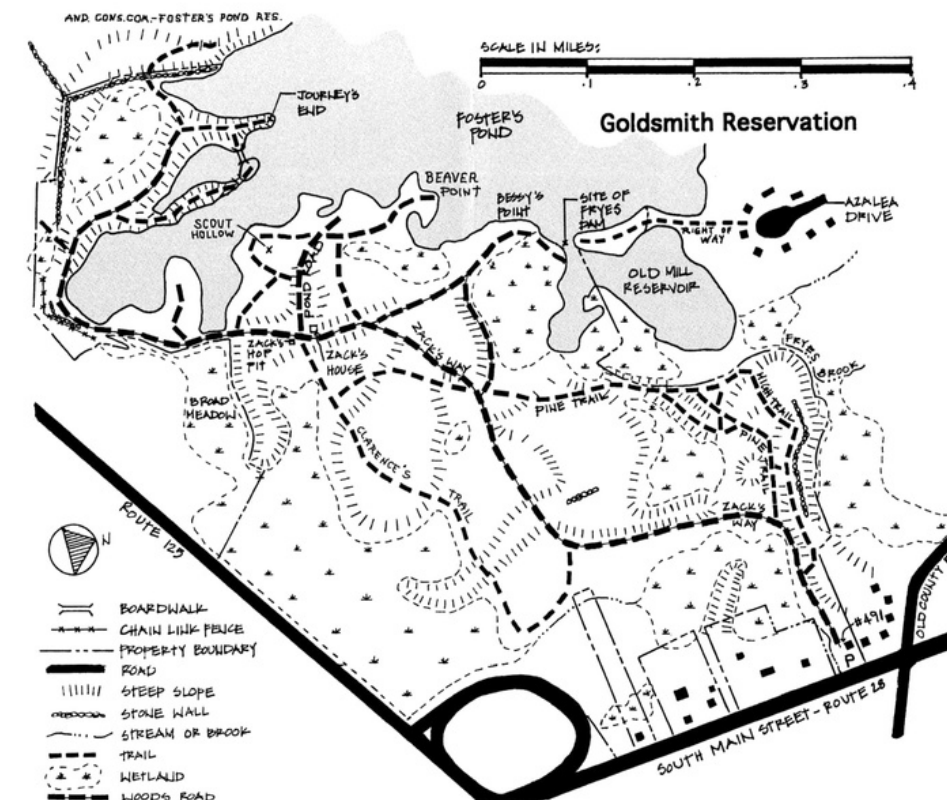 AND. CONS. COM. - FOSTER'S POND RES.
SCALE IN MILES:
0 .1 .2 .3 .4
JOURNEY'S
END
FOSTER'S
POND
Goldsmith Reservation
BEAVER
POINT
BESSY'S
POINT
SITE OF
FRYES
DAM
AZALEA
DRIVE
RIGHT OF
WAY
SCOUT
HOLLOW
OLD MILL
RESERVOIR
POND ROAD
ZACK'S
HOP
PIT
ZACK'S
HOUSE
ZACK'S WAY
FRYES
BROOK
BROAD
MEADOW
PINE TRAIL
HIGH TRAIL
PINE TRAIL
CLARENCE'S
TRAIL
ZACK'S
WAY
ROUTE 125
N
BOARDWALK
CHAIN LINK FENCE
PROPERTY BOUNDARY
ROAD
STEEP SLOPE
STONE WALL
STREAM OR BROOK
TRAIL
WETLAND
WOODS ROAD
#491
P
OLD COUNTY
SOUTH MAIN STREET - ROUTE 28